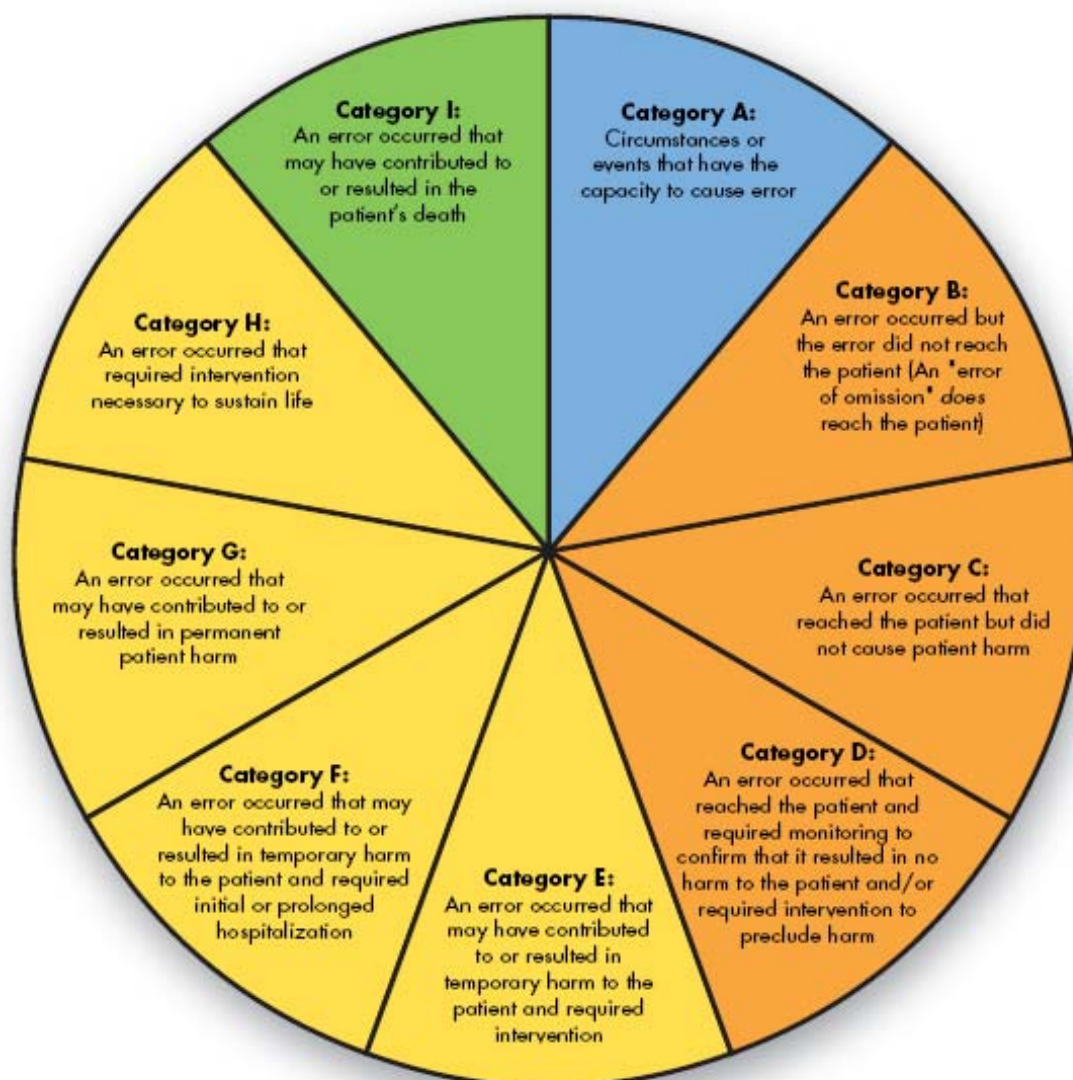 Category I:
An error occurred that
may have contributed to
or resulted in the
patient's death
Category A:
Circumstances or
events that have the
capacity to cause error
Category B:
An error occurred but
the error did not reach
the patient (An "error
of omission" does
reach the patient)
Category C:
An error occurred that
reached the patient but did
not cause patient harm
Category D:
An error occurred that
reached the patient and
required monitoring to
confirm that it resulted in no
harm to the patient and/or
required intervention to
preclude harm
Category E:
An error occurred that
may have contributed
to or resulted in
temporary harm to the
patient and required
intervention
Category F:
An error occurred that may
have contributed to or
resulted in temporary harm
to the patient and required
initial or prolonged
hospitalization
Category G:
An error occurred that
may have contributed to or
resulted in permanent
patient harm
Category H:
An error occurred that
required intervention
necessary to sustain life